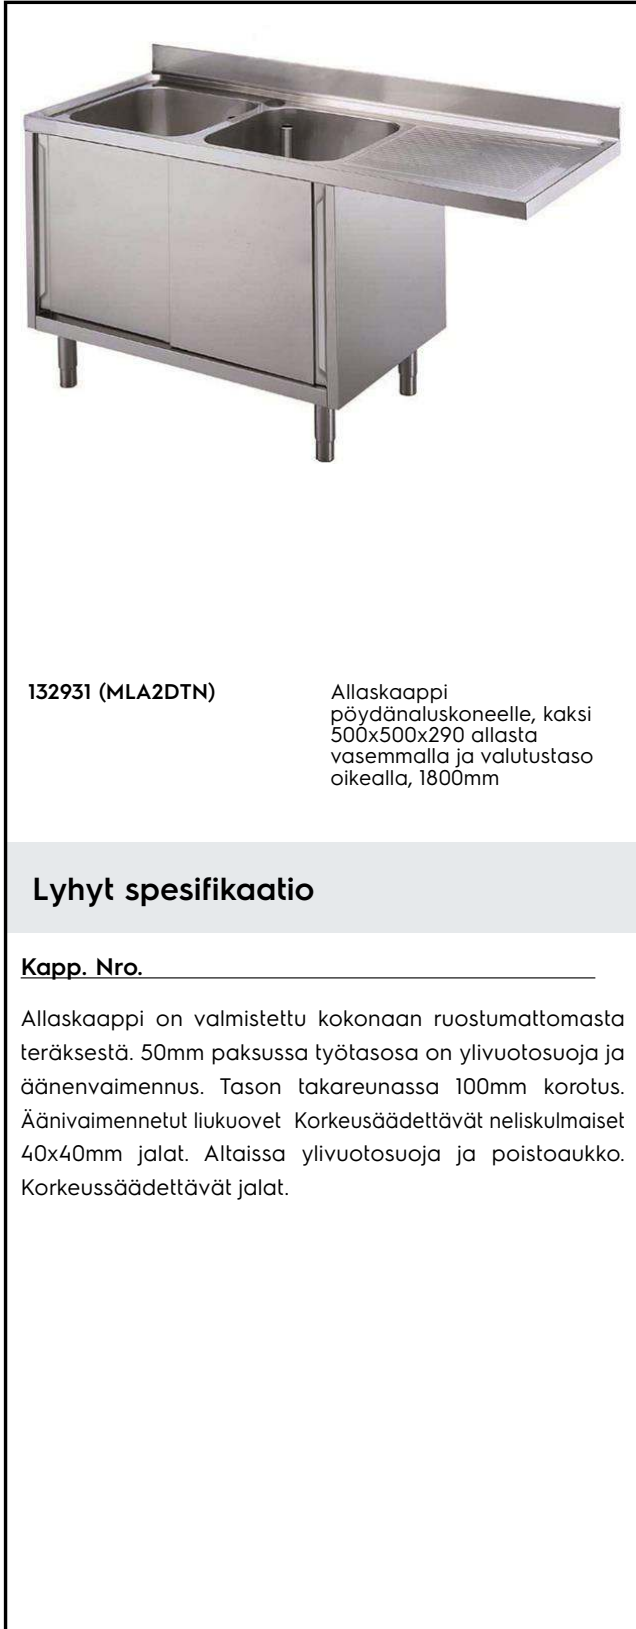 132931 (MLA2DTN)
Allaskaappi
pöydänaluskoneelle, kaksi
500x500x290 allasta
vasemmalla ja valutustaso
oikealla, 1800mm
Lyhyt spesifikaatio
Kapp. Nro.
Allaskaappi on valmistettu kokonaan ruostumattomasta
teräksestä. 50mm paksussa työtasosa on ylivuotosuoja ja
äänenvaimennus. Tason takareunassa 100mm korotus.
Äänivaimennetut liukuovet Korkeusäädettävät neliskulmaiset
40x40mm jalat. Altaissa ylivuotosuoja ja poistoaukko.
Korkeussäädettävät jalat.